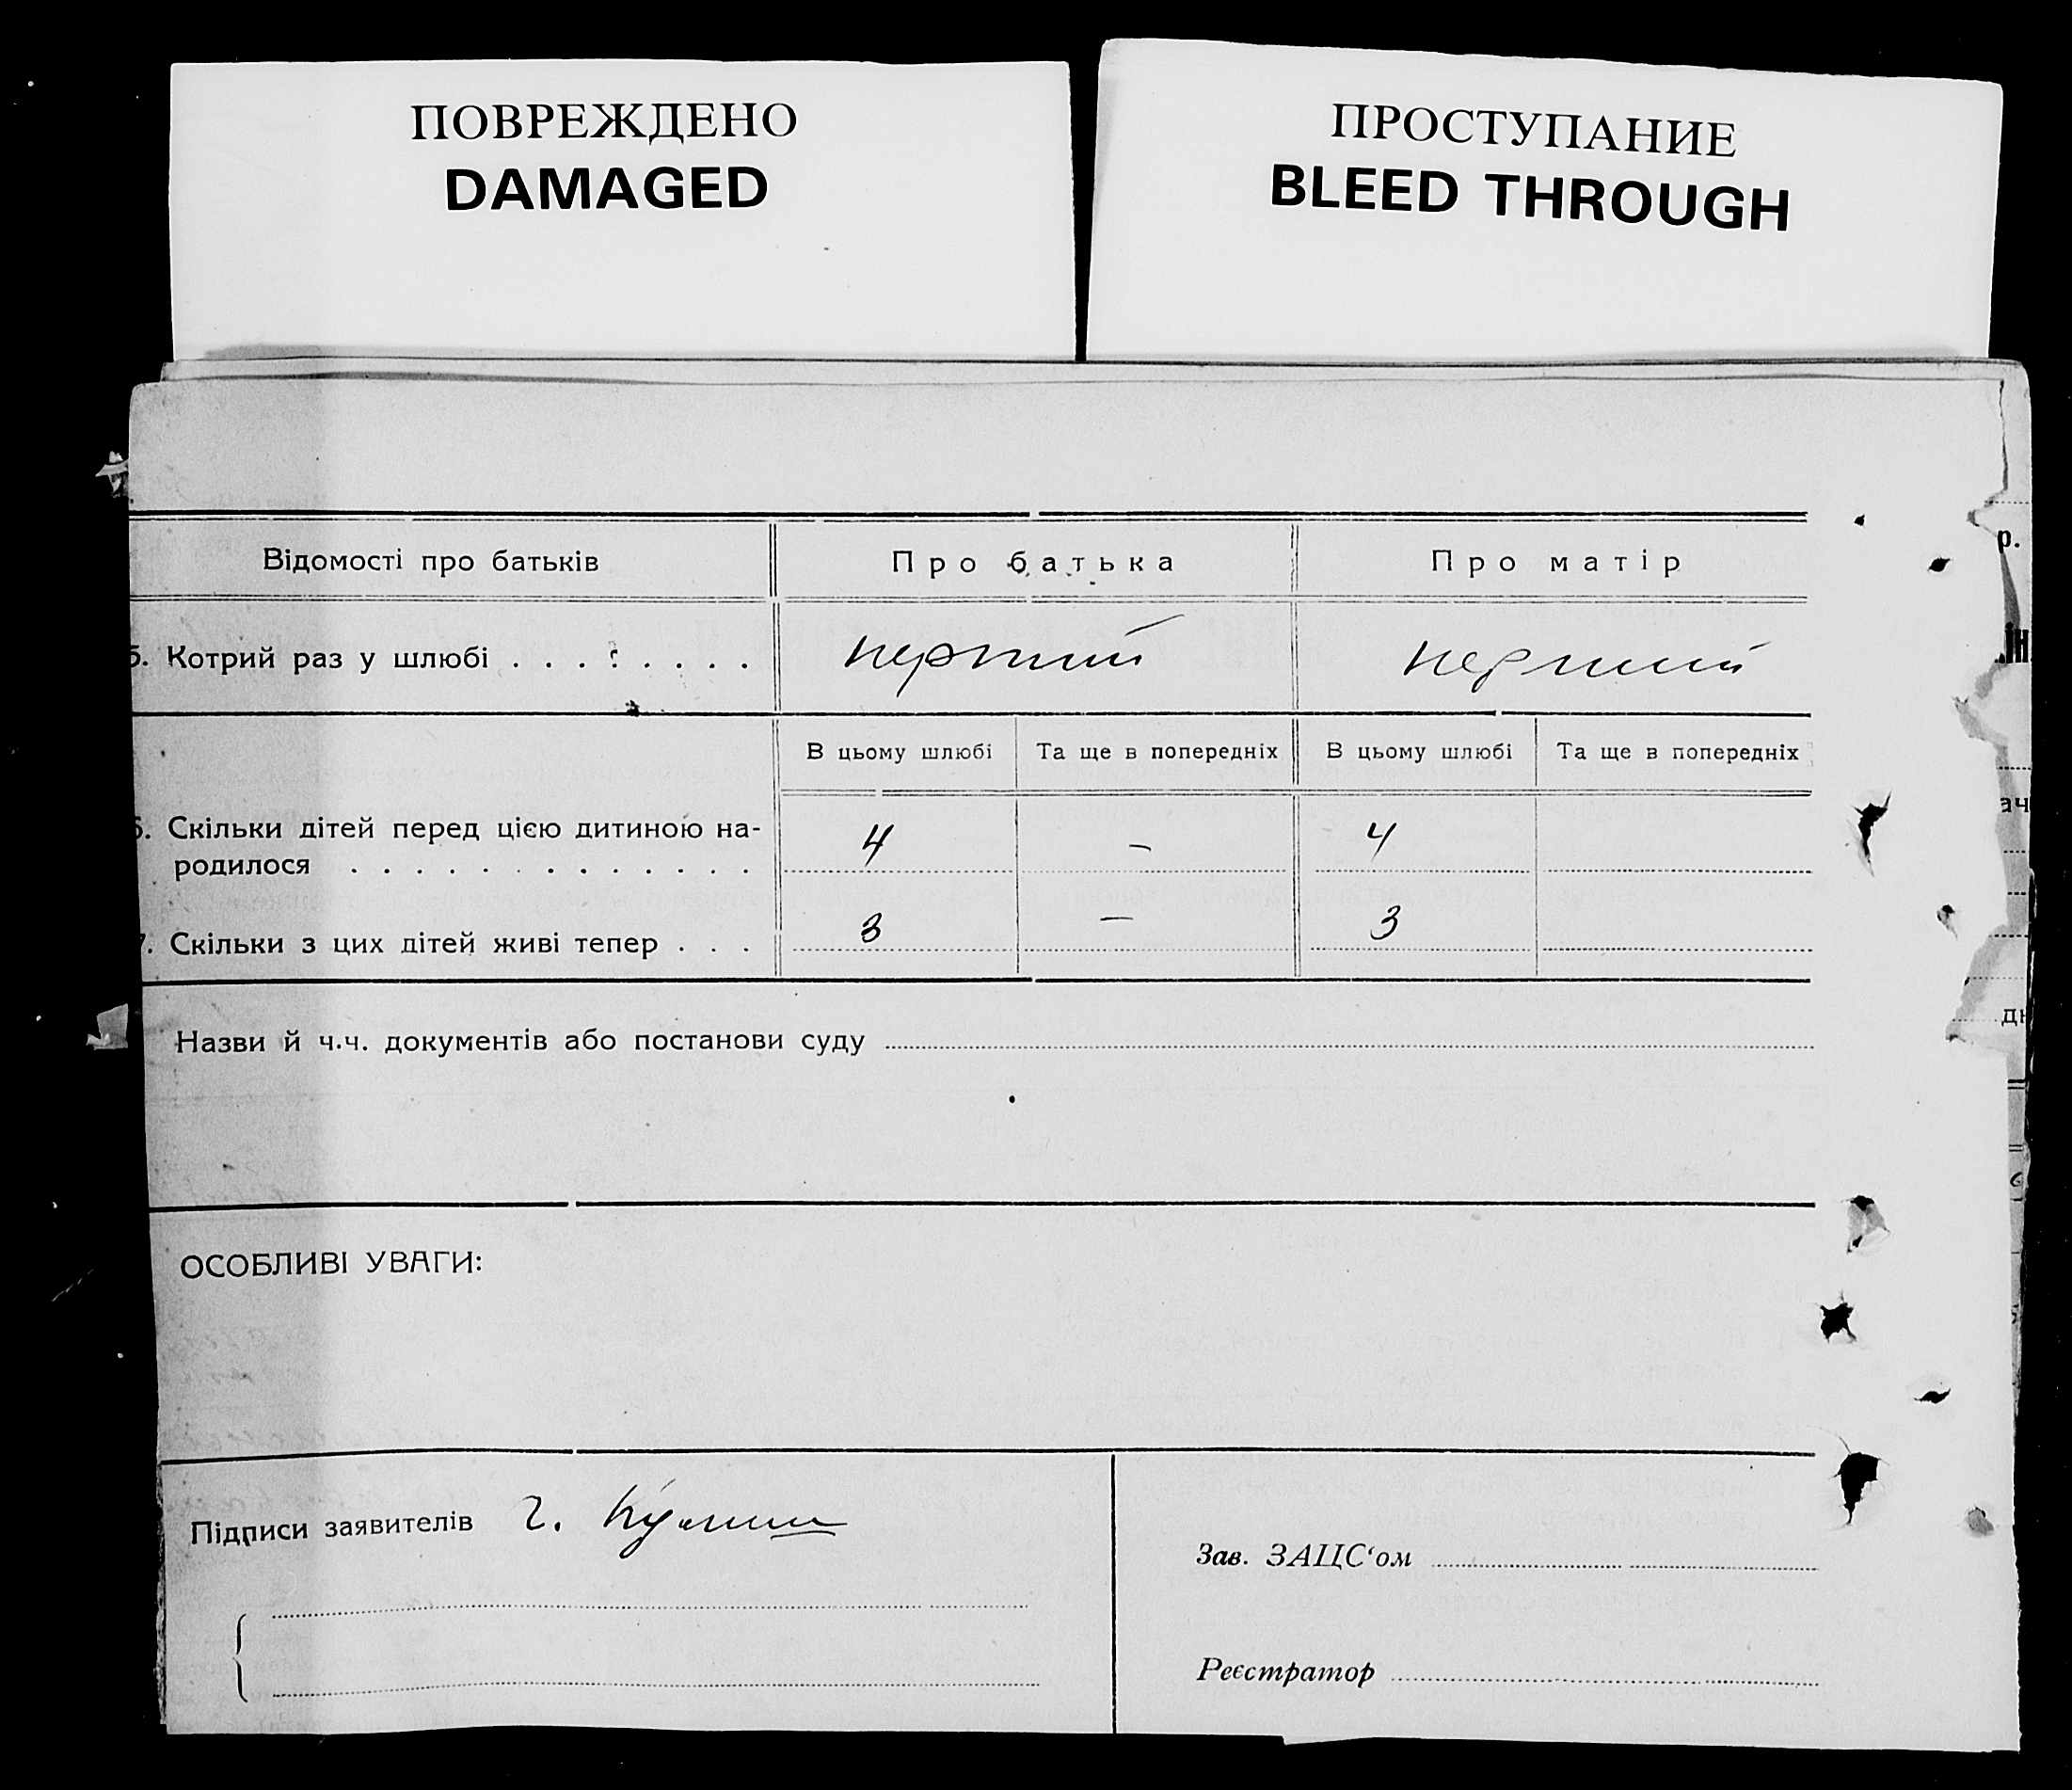 ПОВРЕЖДЕНО
DAMAGED
ПРОСТУПАНИЕ
BLEED THROUGH
Відомості про батьків
Про батька
Про матір
5. Котрий раз у шлюбі . . . . . . . .
перший
перший
В цьому шлюбі
Та ще в попередніх
В цьому шлюбі
Та ще в попередніх
6. Скільки дітей перед цією дитиною на-
родилося . . . . . . . . . . . . .
4
–
4
7. Скільки з цих дітей живі тепер . . .
3
–
3
Назви й ч.ч. документів або постанови суду
ОСОБЛИВІ УВАГИ:
Підписи заявителів
Зав. ЗАЦС‘ом
Реєстратор
р.
ач